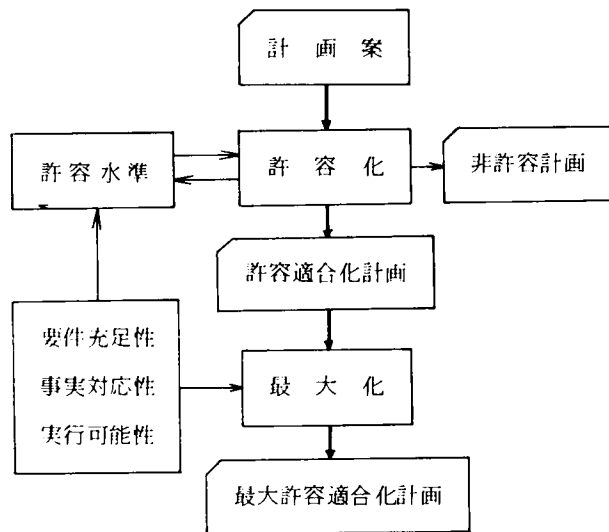 計画案
許容水準
許容化
非許容計画
許容適合化計画
要件充足性
事実対応性
実行可能性
最大化
最大許容適合化計画